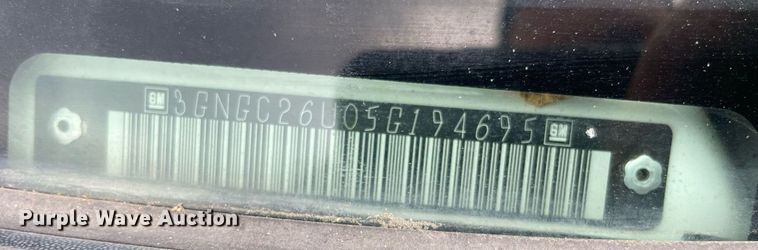 GM 3GNGC26U05G194695 GM
Purple Wave Auction